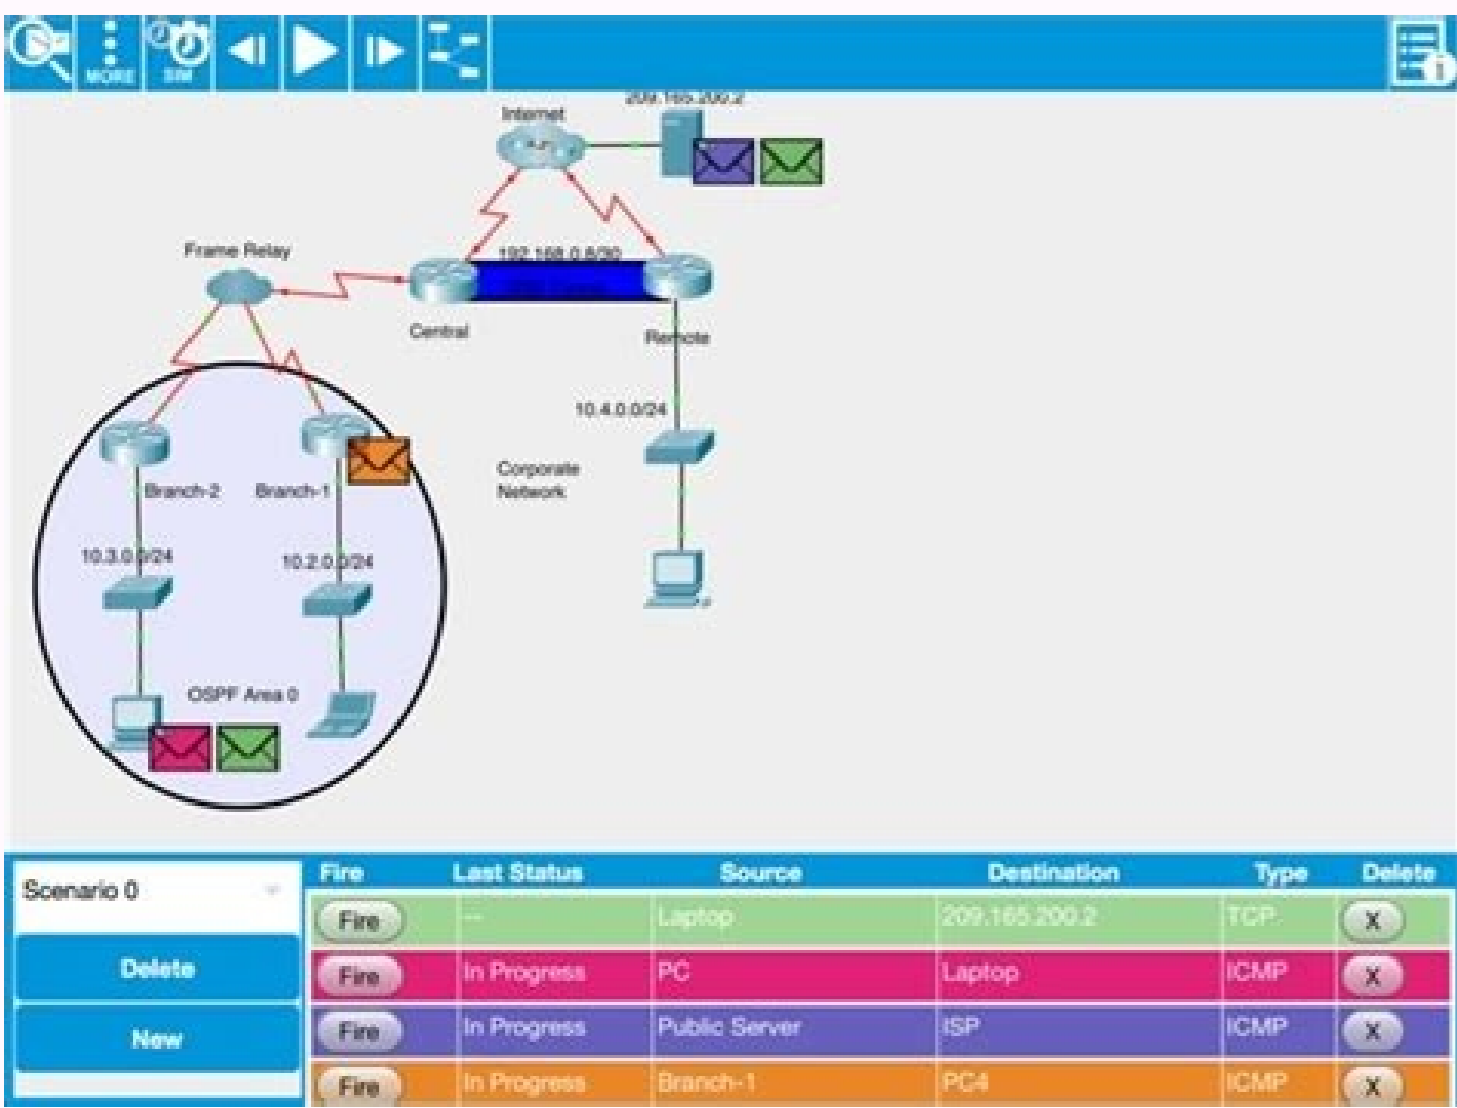 MORE
SIM
Internet
209.165.200.2
Frame Relay
192.168.0.8/30
Central
Remote
10.4.0.0/24
Corporate
Network
Branch-2
Branch-1
10.3.0.0/24
10.2.0.0/24
OSPF Area 0
Scenario 0
Delete
New
Fire Last Status Source Destination Type Delete
Fire -- Laptop 209.165.200.2 TCP X
Fire In Progress PC Laptop ICMP X
Fire In Progress Public Server ISP ICMP X
Fire In Progress Branch-1 PC4 ICMP X